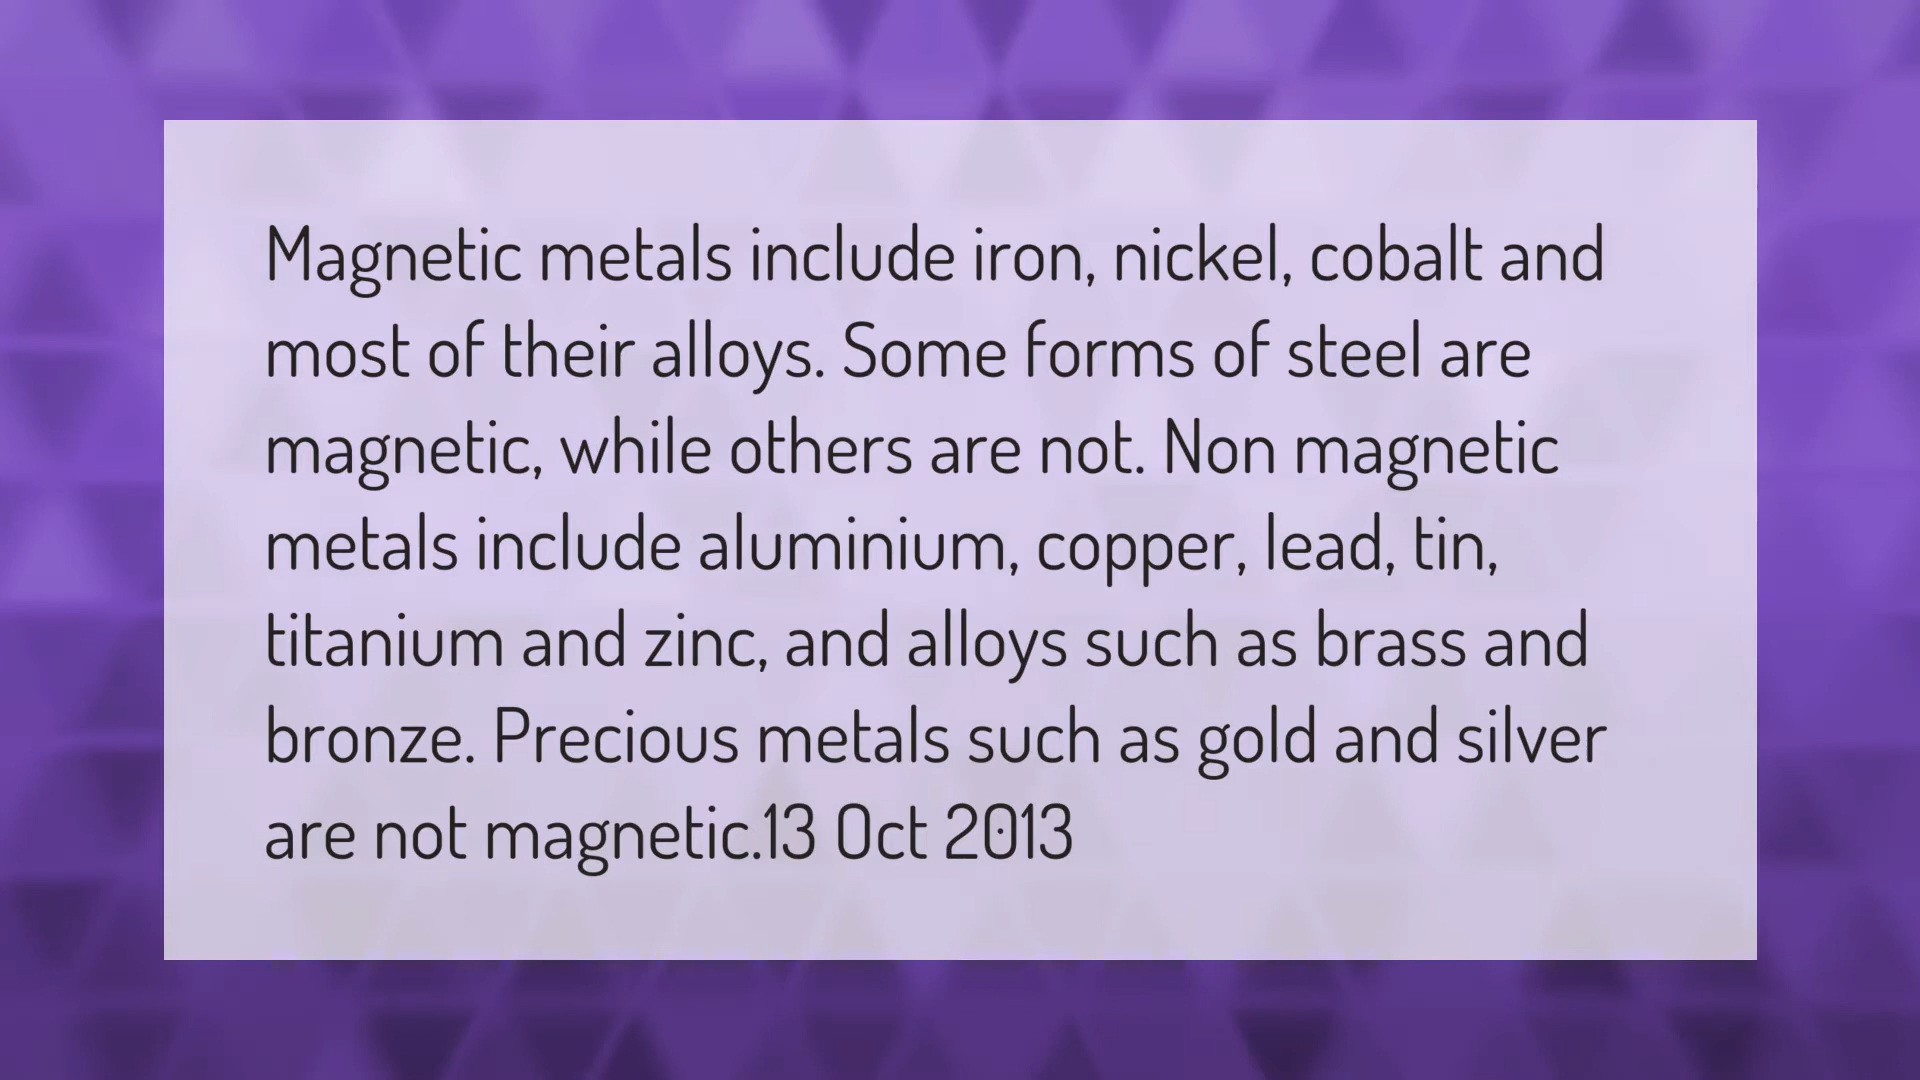 Magnetic metals include iron, nickel, cobalt and
most of their alloys. Some forms of steel are
magnetic, while others are not. Non magnetic
metals include aluminium, copper, lead, tin,
titanium and zinc, and alloys such as brass and
bronze. Precious metals such as gold and silver
are not magnetic.13 Oct 2013